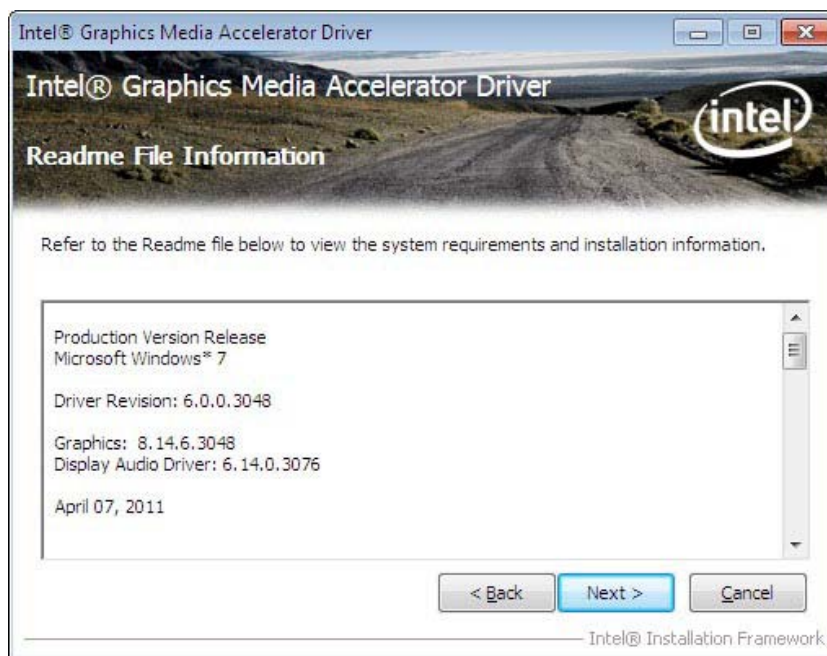 Intel® Graphics Media Accelerator Driver
Intel® Graphics Media Accelerator Driver
intel
Readme File Information
Refer to the Readme file below to view the system requirements and installation information.
Production Version Release
Microsoft Windows* 7
Driver Revision: 6.0.0.3048
Graphics:  8.14.6.3048
Display Audio Driver: 6.14.0.3076
April 07, 2011
< Back Next > Cancel
Intel® Installation Framework